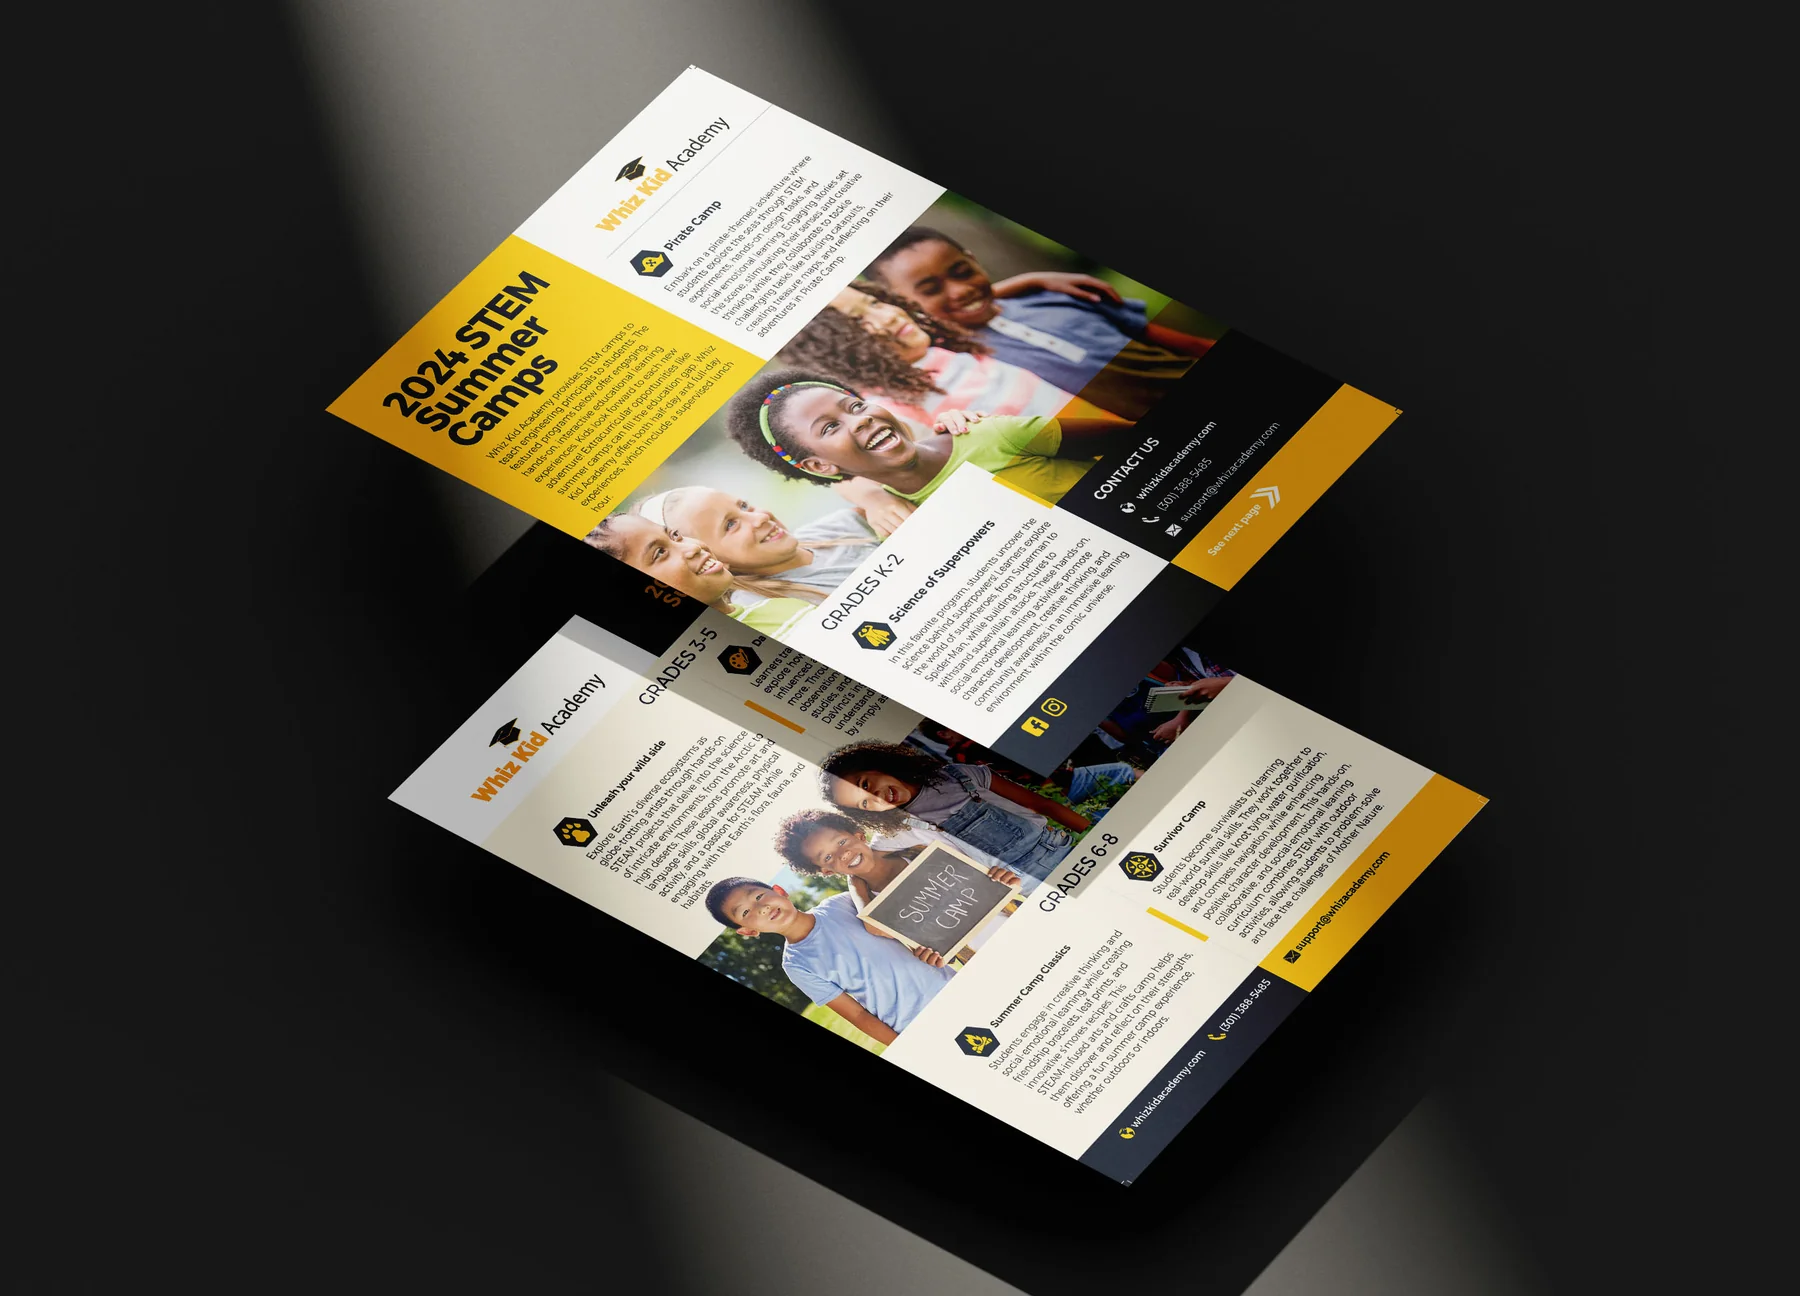 Whiz Kid Academy
2024 STEM
Summer
Camps
Whiz Kid Academy provides STEM camps to
teach engineering principals to students. The
featured programs below offer engaging,
hands-on, interactive educational learning
experiences. Kids look forward to each new
adventure! Extracurricular opportunities like
summer camps can fill the education gap. Whiz
Kid Academy offers both half-day and full-day
experiences, which include a supervised lunch
hour.
Pirate Camp
Embark on a pirate-themed adventure where
students explore the seas through STEM
experiments, hands-on design tasks, and
social-emotional learning. Engaging stories set
the scene, stimulating their senses and creative
thinking while they collaborate to tackle
challenging tasks like building catapults,
creating treasure maps, and reflecting on their
adventures in Pirate Camp.
GRADES K-2
Science of Superpowers
In this favorite program, students uncover the
science behind superpowers! Learners explore
the world of superheroes, from Superman to
Spider-Man, while building structures to
withstand supervillain attacks. These hands-on,
social-emotional learning activities promote
character development, creative thinking, and
community awareness in an immersive learning
environment within the comic universe.
CONTACT US
whizkidacademy.com
(301) 388-5485
support@whizacademy.com
See next page
Whiz Kid Academy
GRADES 3-5
Unleash your wild side
Explore Earth's diverse ecosystems as
globe-trotting artists through hands-on
STEAM projects that delve into the science
of intricate environments, from the Arctic to
high deserts. These lessons promote art and
language skills, global awareness, physical
activity, and a passion for STEAM while
engaging with the Earth's flora, fauna, and
habitats.
Da
Learners
explore how
influenced
more.
observation
studies, and
DaVinci's
understand
by simply
SUMMER
CAMP
GRADES 6-8
Summer Camp Classics
Students engage in creative thinking and
social-emotional learning while creating
friendship bracelets, leaf prints, and
innovative s'mores recipes. This
STEAM-infused arts and crafts camp helps
them discover and reflect on their strengths,
offering a fun summer camp experience,
whether outdoors or indoors.
Survivor Camp
Students become survivalists by learning
real-world survival skills. They work together to
develop skills like knot tying, water purification,
and compass navigation while enhancing
positive character development. This hands-on,
collaborative, and social-emotional learning
curriculum combines STEM with outdoor
activities, allowing students to problem-solve
and face the challenges of Mother Nature.
whizkidacademy.com
(301) 388-5485
support@whizacademy.com